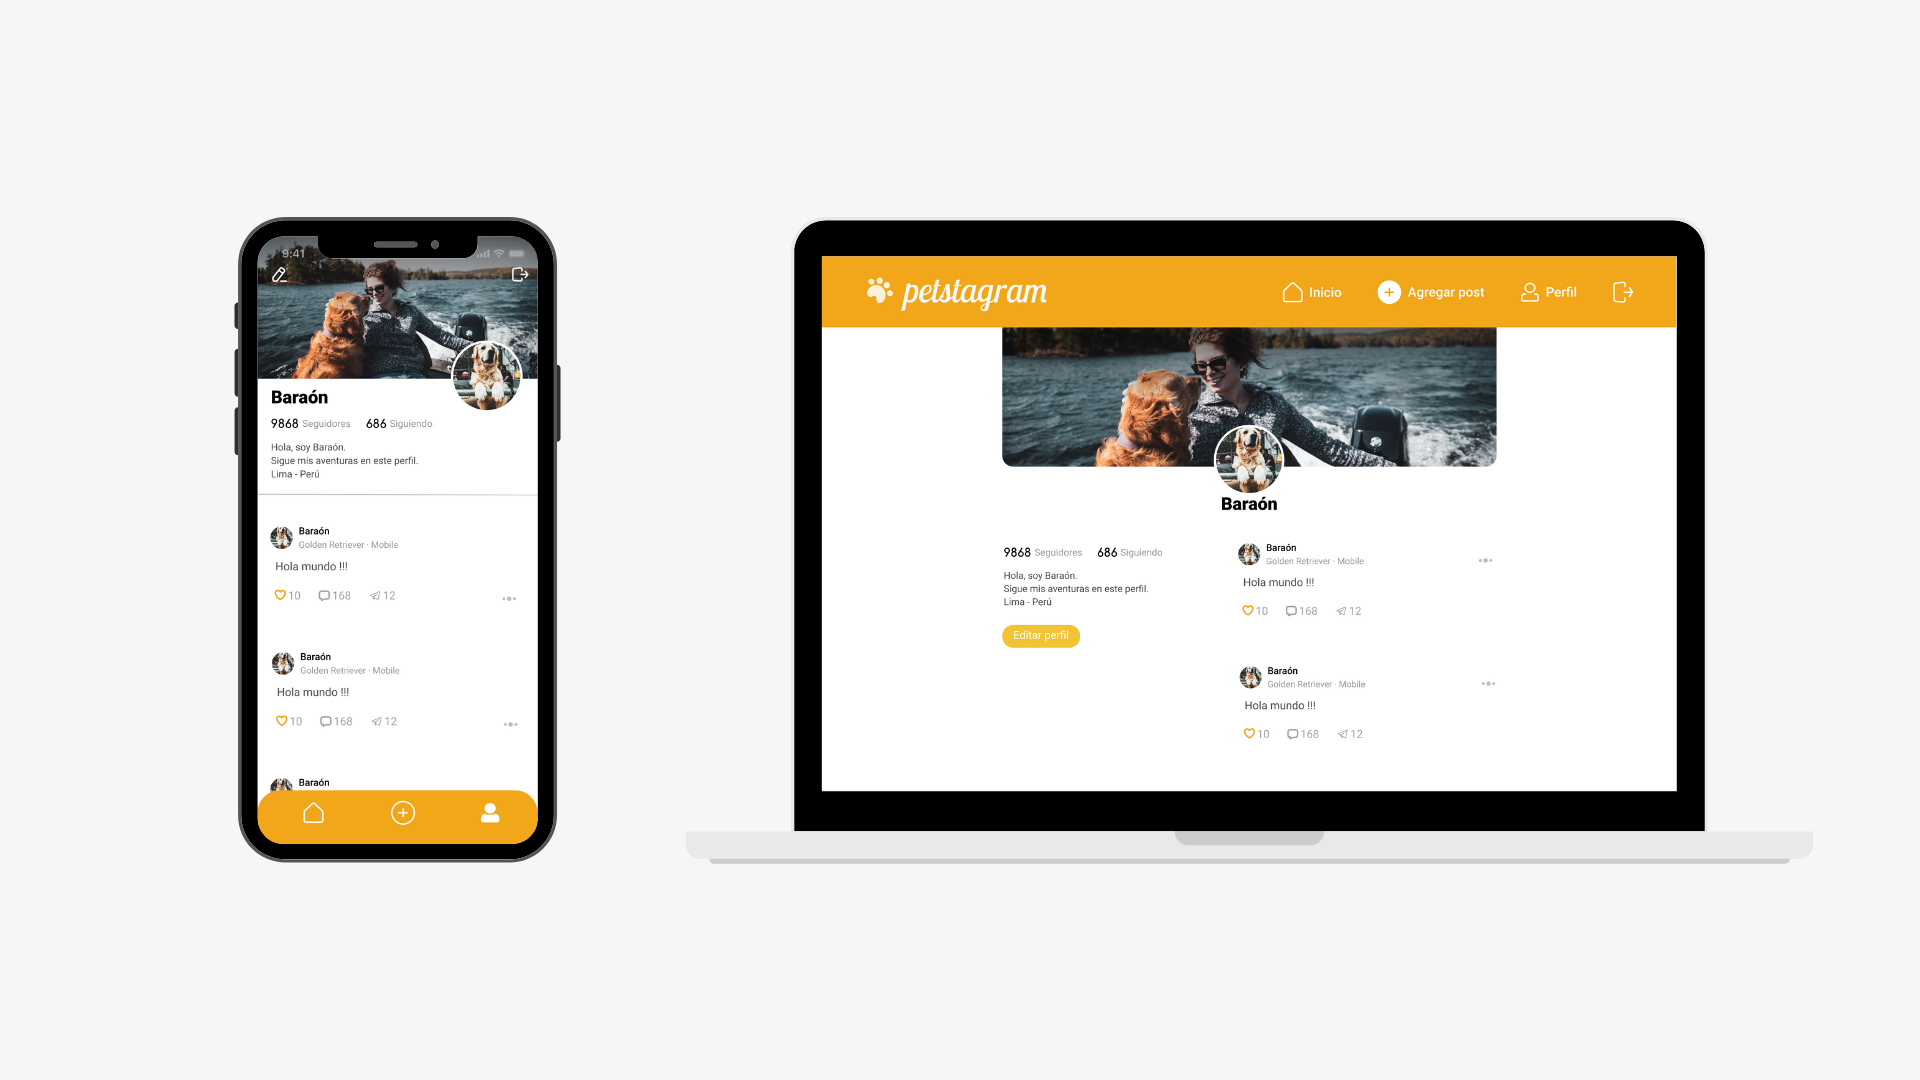 9:41
Baraón
9868 Seguidores 686 Siguiendo
Hola, soy Baraón.
Sigue mis aventuras en este perfil.
Lima - Perú
Baraón
Golden Retriever · Mobile
Hola mundo !!!
10 168 12
Baraón
Golden Retriever · Mobile
Hola mundo !!!
10 168 12
Baraón
petstagram
Inicio Agregar post Perfil
Baraón
9868 Seguidores 686 Siguiendo
Hola, soy Baraón.
Sigue mis aventuras en este perfil.
Lima - Perú
Editar perfil
Baraón
Golden Retriever · Mobile
Hola mundo !!!
10 168 12
Baraón
Golden Retriever · Mobile
Hola mundo !!!
10 168 12